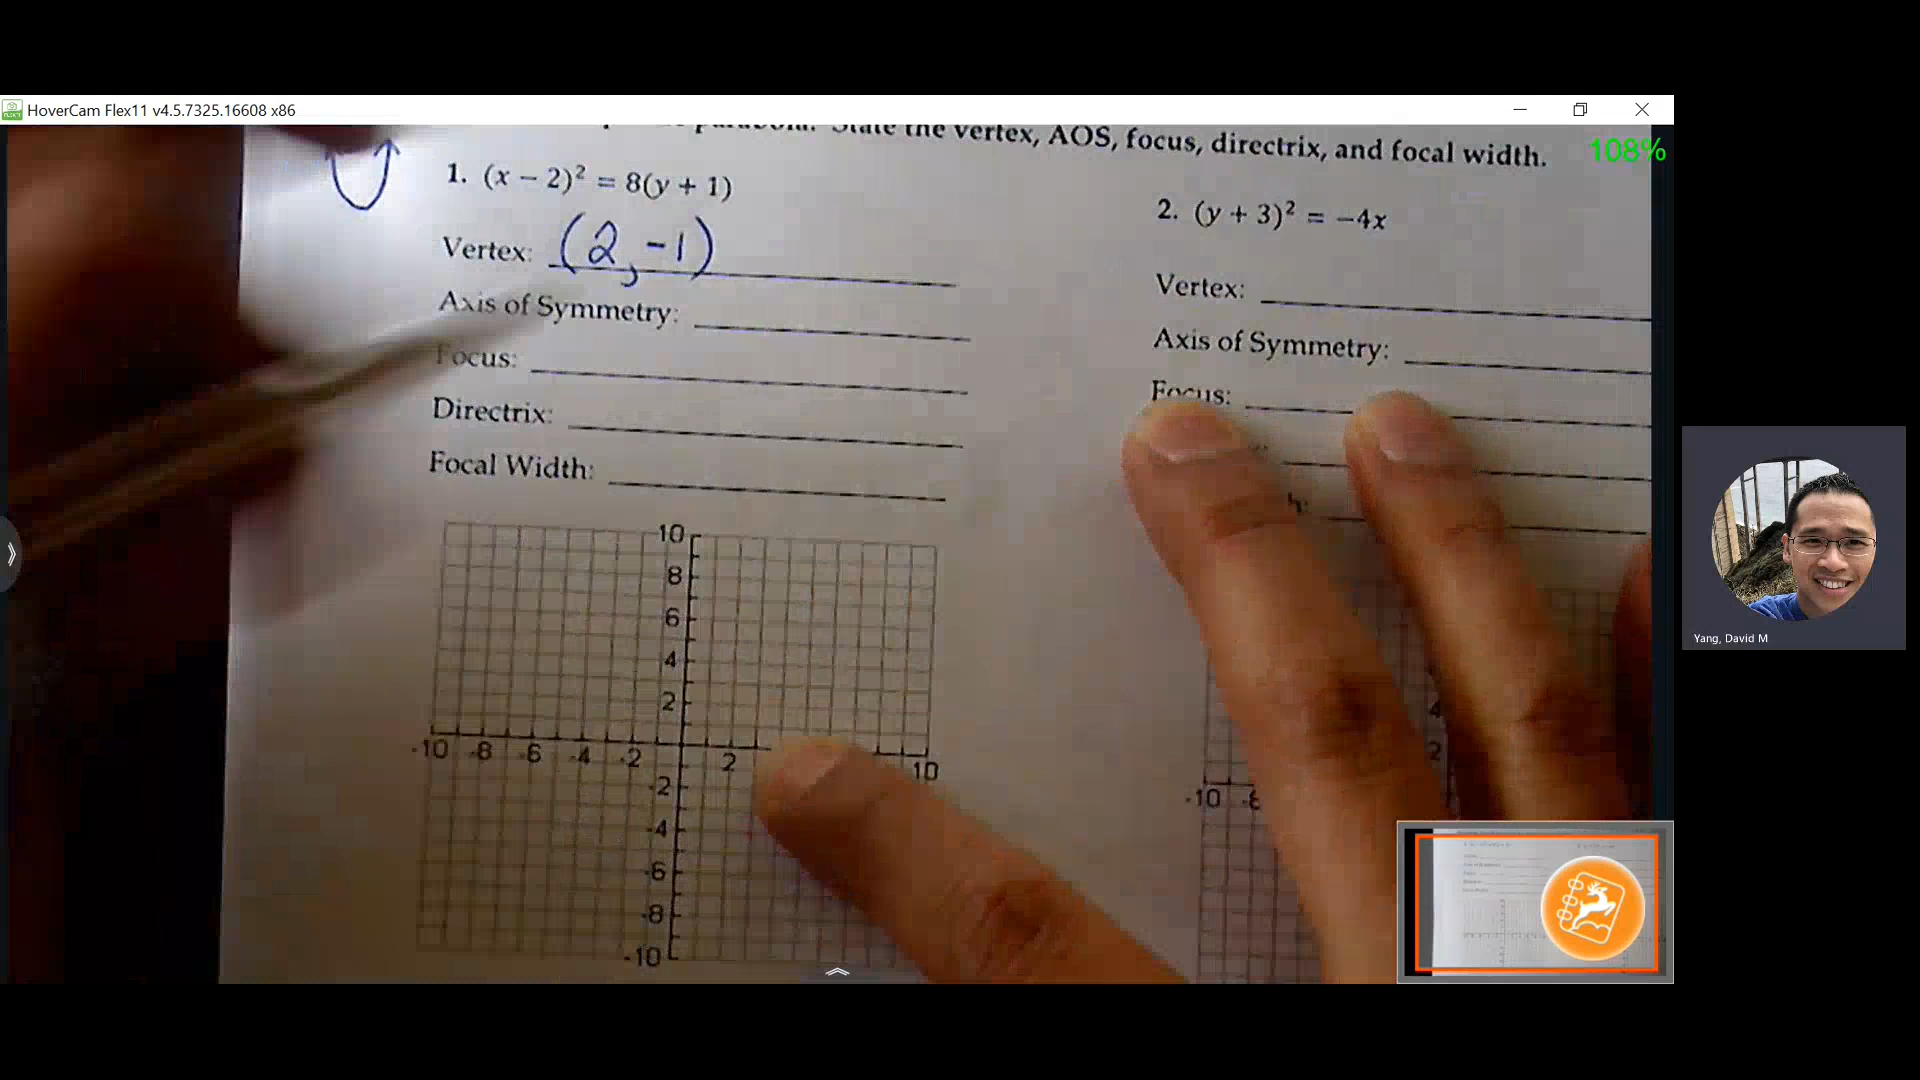 HoverCam Flex11 v4.5.7325.16608 x86
parabola. State the vertex, AOS, focus, directrix, and focal width.
108%
1. (x − 2)² = 8(y + 1)
Vertex: (2, -1)
Axis of Symmetry:
Focus:
Directrix:
Focal Width:
10
8
6
4
2
-10 -8 -6 -4 -2 2 10
-2
-4
-6
-8
-10
2. (y + 3)² = −4x
Vertex:
Axis of Symmetry:
Focus:
4
2
-10
Yang, David M